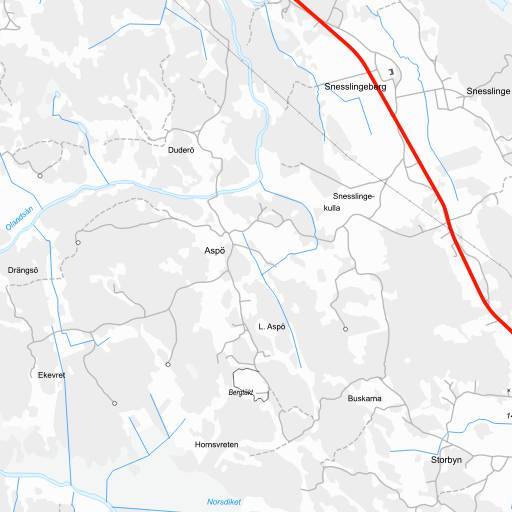 Snesslingeberg
Snesslinge
Duderö
Snesslinge-
kulla
Olandsån
Aspö
Drängsö
L. Aspö
Ekevret
Bergtäkt
Buskarna
Hornsvreten
Storbyn
Norsdiket